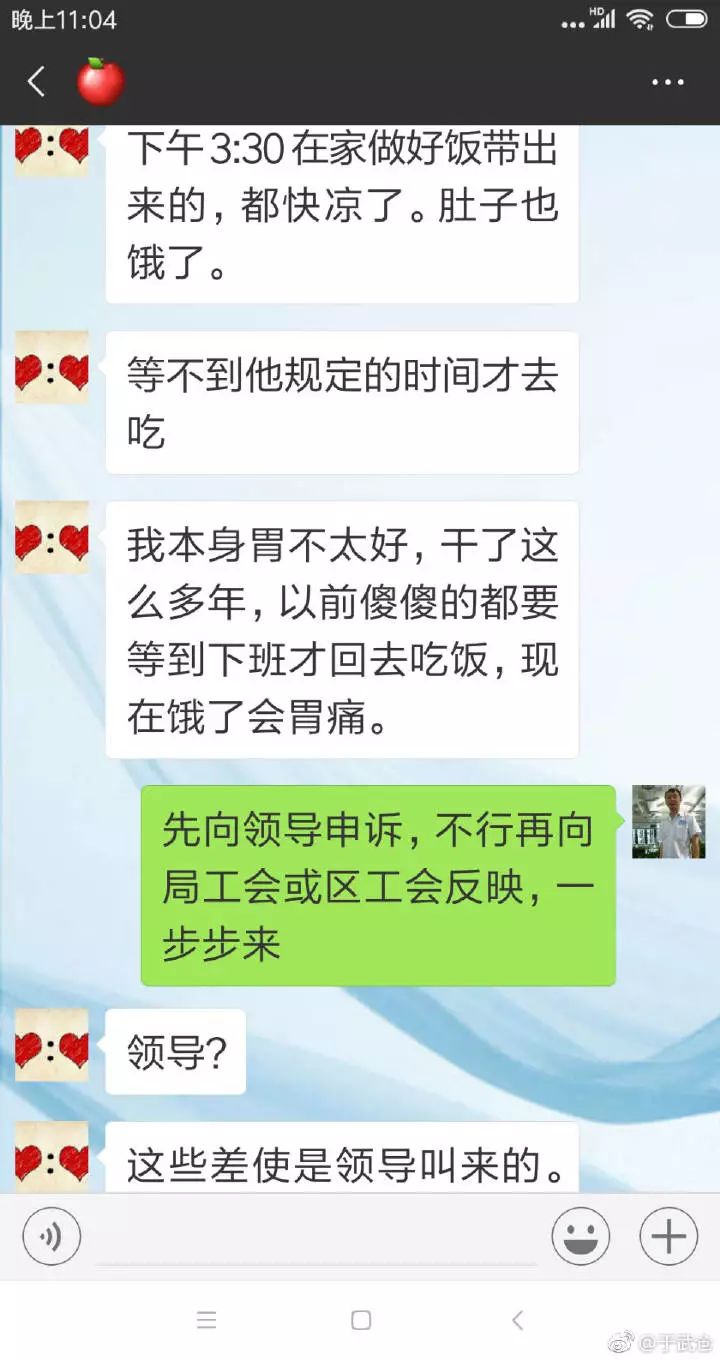 晚上11:04
HD
下午3:30在家做好饭带出
来的，都快凉了。肚子也
饿了。
等不到他规定的时间才去
吃
我本身胃不太好，干了这
么多年，以前傻傻的都要
等到下班才回去吃饭，现
在饿了会胃痛。
先向领导申诉，不行再向
局工会或区工会反映，一
步步来
领导?
这些差使是领导叫来的。
@于武仓